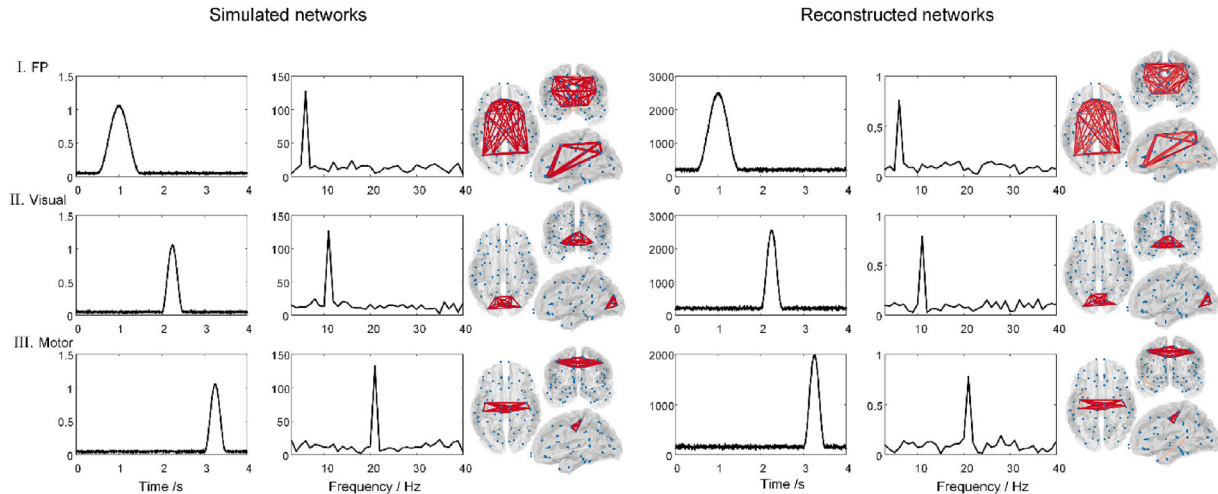 Simulated networks Reconstructed networks
I. FP
1.5 150 3000 1
1 100 2000
0.5
0.5 50 1000
0 0 0 0
0 1 2 3 4 10 20 30 40 0 1 2 3 4 10 20 30 40
II. Visual
1.5 150 3000 1
1 100 2000
0.5
0.5 50 1000
0 0 0 0
0 1 2 3 4 10 20 30 40 0 1 2 3 4 10 20 30 40
III. Motor
1.5 150 2000 1
1 100
1000 0.5
0.5 50
0 0 0 0
0 1 2 3 4 0 10 20 30 40 0 1 2 3 4 0 10 20 30 40
Time /s Frequency / Hz Time /s Frequency / Hz